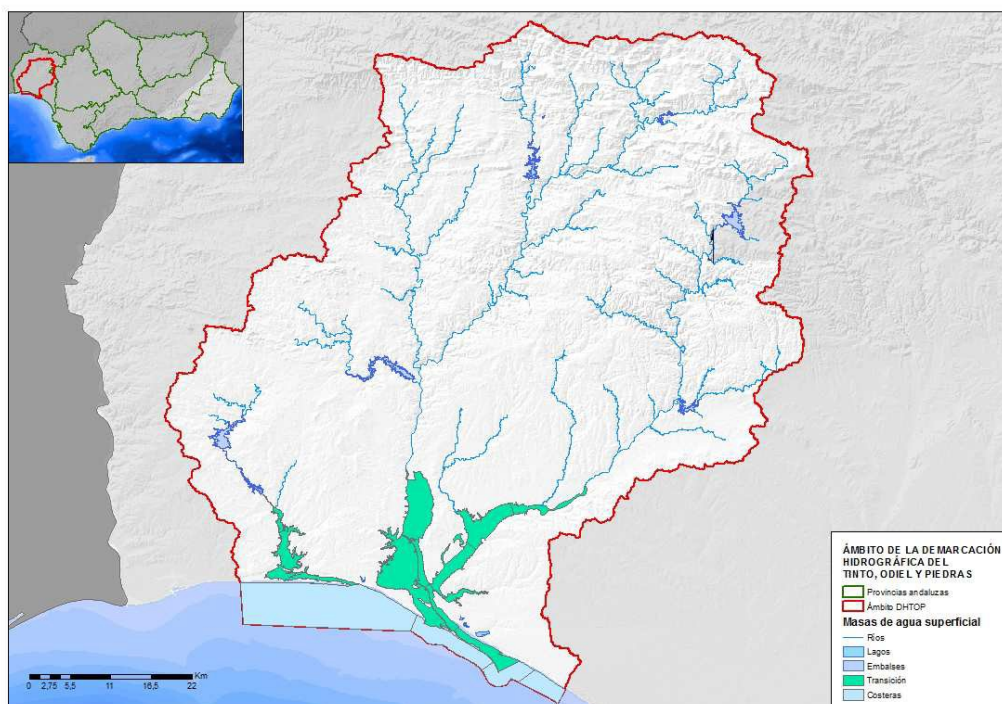 Km
0 2,75 5,5 11 16,5 22
ÁMBITO DE LA DEMARCACIÓN
HIDROGRÁFICA DEL
TINTO, ODIEL Y PIEDRAS
Provincias andaluzas
Ámbito DHTOP
Masas de agua superficial
Ríos
Lagos
Embalses
Transición
Costeras